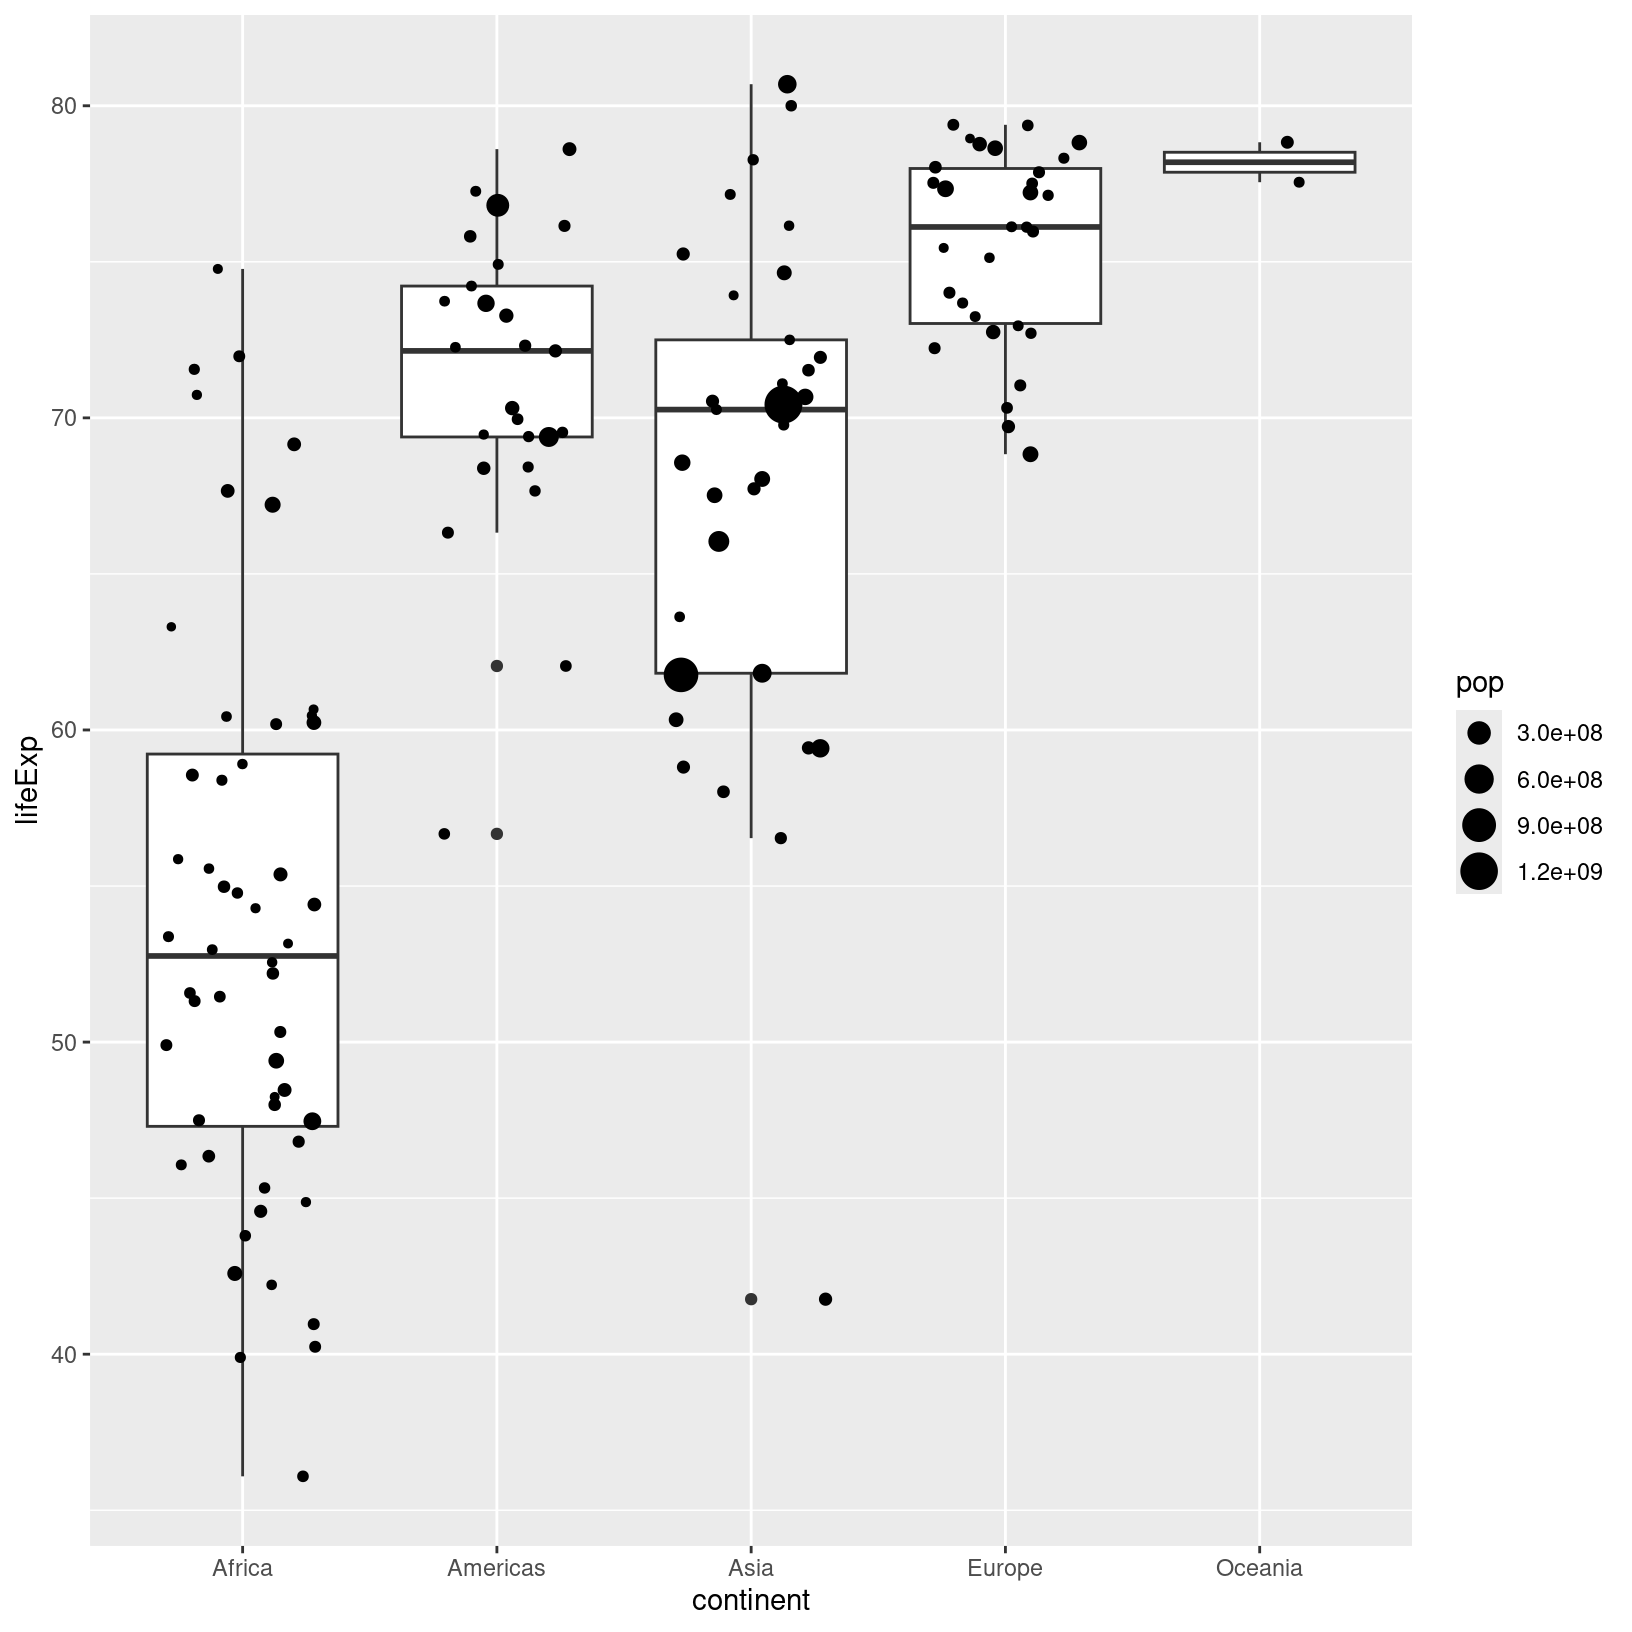 80
70
60
50
40
lifeExp
Africa
Americas
Asia
Europe
Oceania
continent
pop
3.0e+08
6.0e+08
9.0e+08
1.2e+09